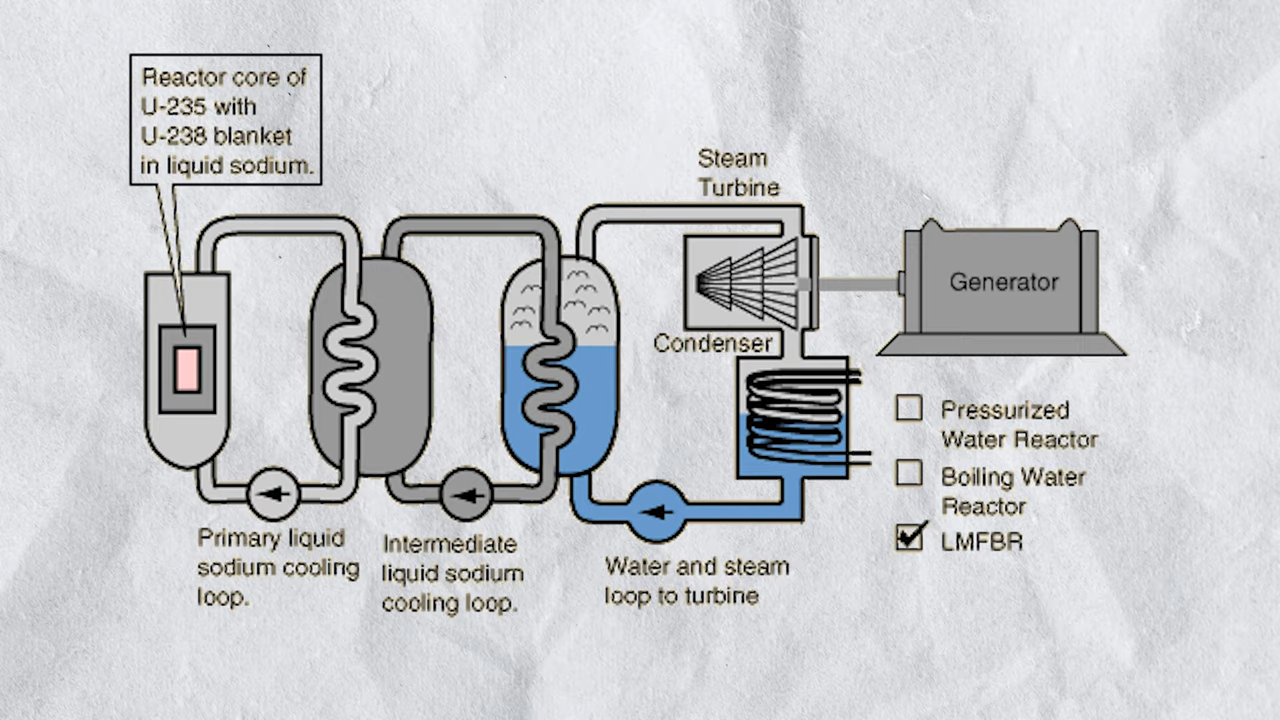 Reactor core of
U-235 with
U-238 blanket
in liquid sodium.
Steam
Turbine
Generator
Condenser
Pressurized
Water Reactor
Boiling Water
Reactor
LMFBR
Primary liquid
sodium cooling
loop.
Intermediate
liquid sodium
cooling loop.
Water and steam
loop to turbine